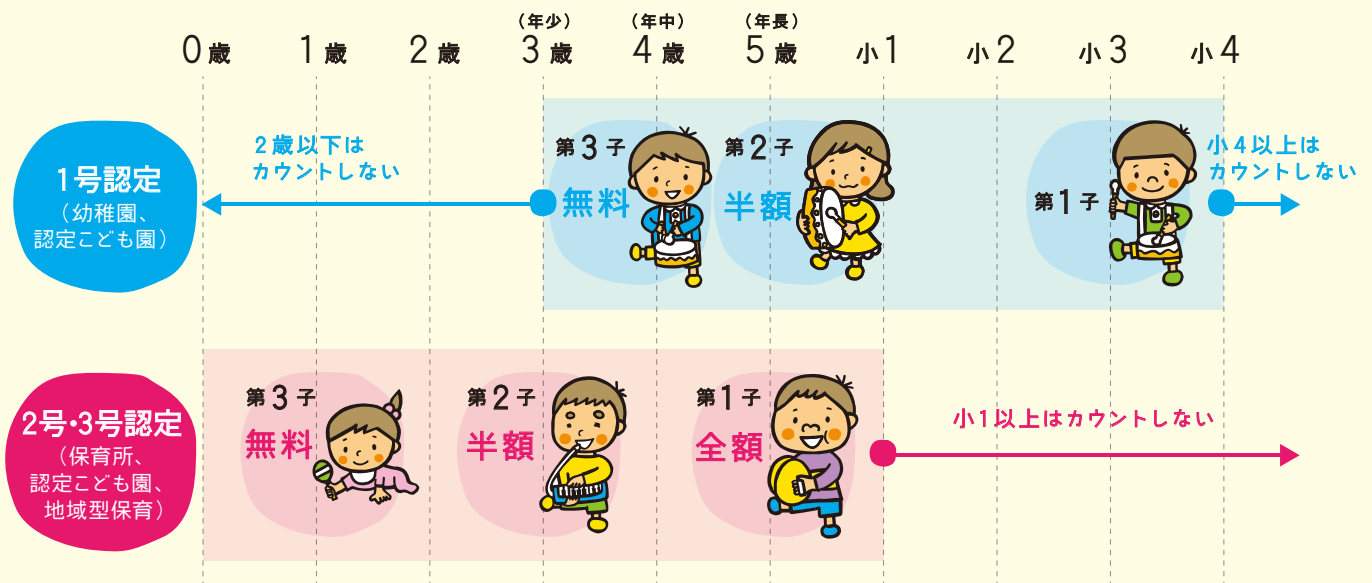 （年少）　（年中）　（年長）
0歳　1歳　2歳　3歳　4歳　5歳　小1　小2　小3　小4
1号認定
（幼稚園、
認定こども園）
2歳以下は
カウントしない
第3子
無料
第2子
半額
第1子
小4以上は
カウントしない
2号・3号認定
（保育所、
認定こども園、
地域型保育）
第3子
無料
第2子
半額
第1子
全額
小1以上はカウントしない